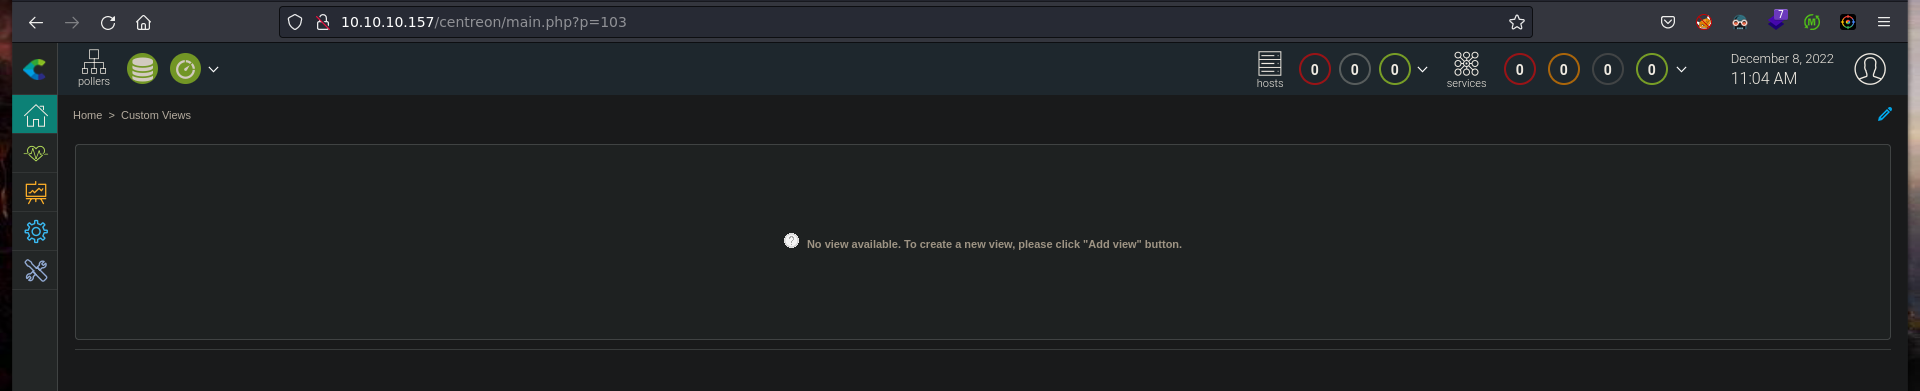 10.10.10.157/centreon/main.php?p=103
7
pollers
hosts
0 0 0
services
0 0 0 0
December 8, 2022
11:04 AM
Home > Custom Views
? No view available. To create a new view, please click "Add view" button.